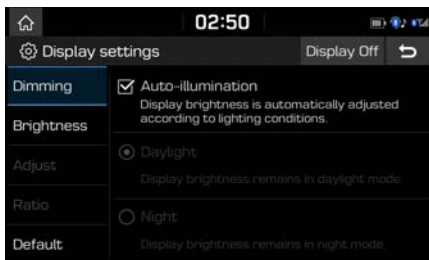 02:50
Display settings
Display Off
Dimming
Auto-illumination
Display brightness is automatically adjusted
according to lighting conditions.
Brightness
Daylight
Adjust
Display brightness remains in daylight mode.
Ratio
Night
Default
Display brightness remains in night mode.